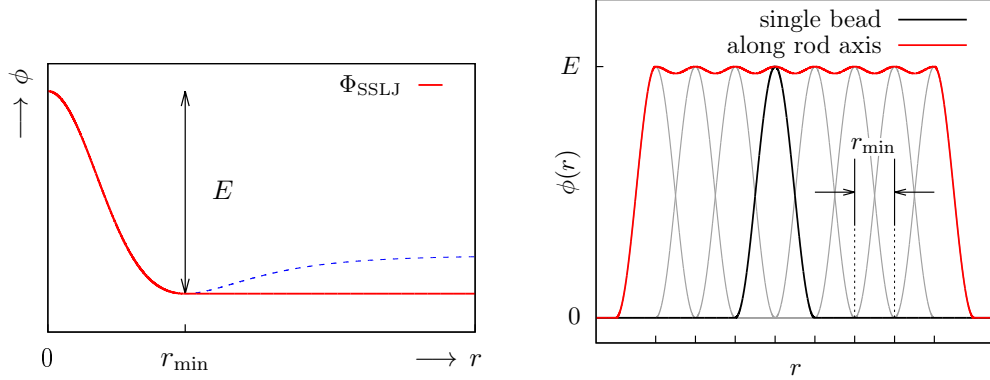 ⟶ ϕ
Φ_SSLJ
E
0
r_min
⟶ r
single bead
along rod axis
E
ϕ(r)
r_min
0
r